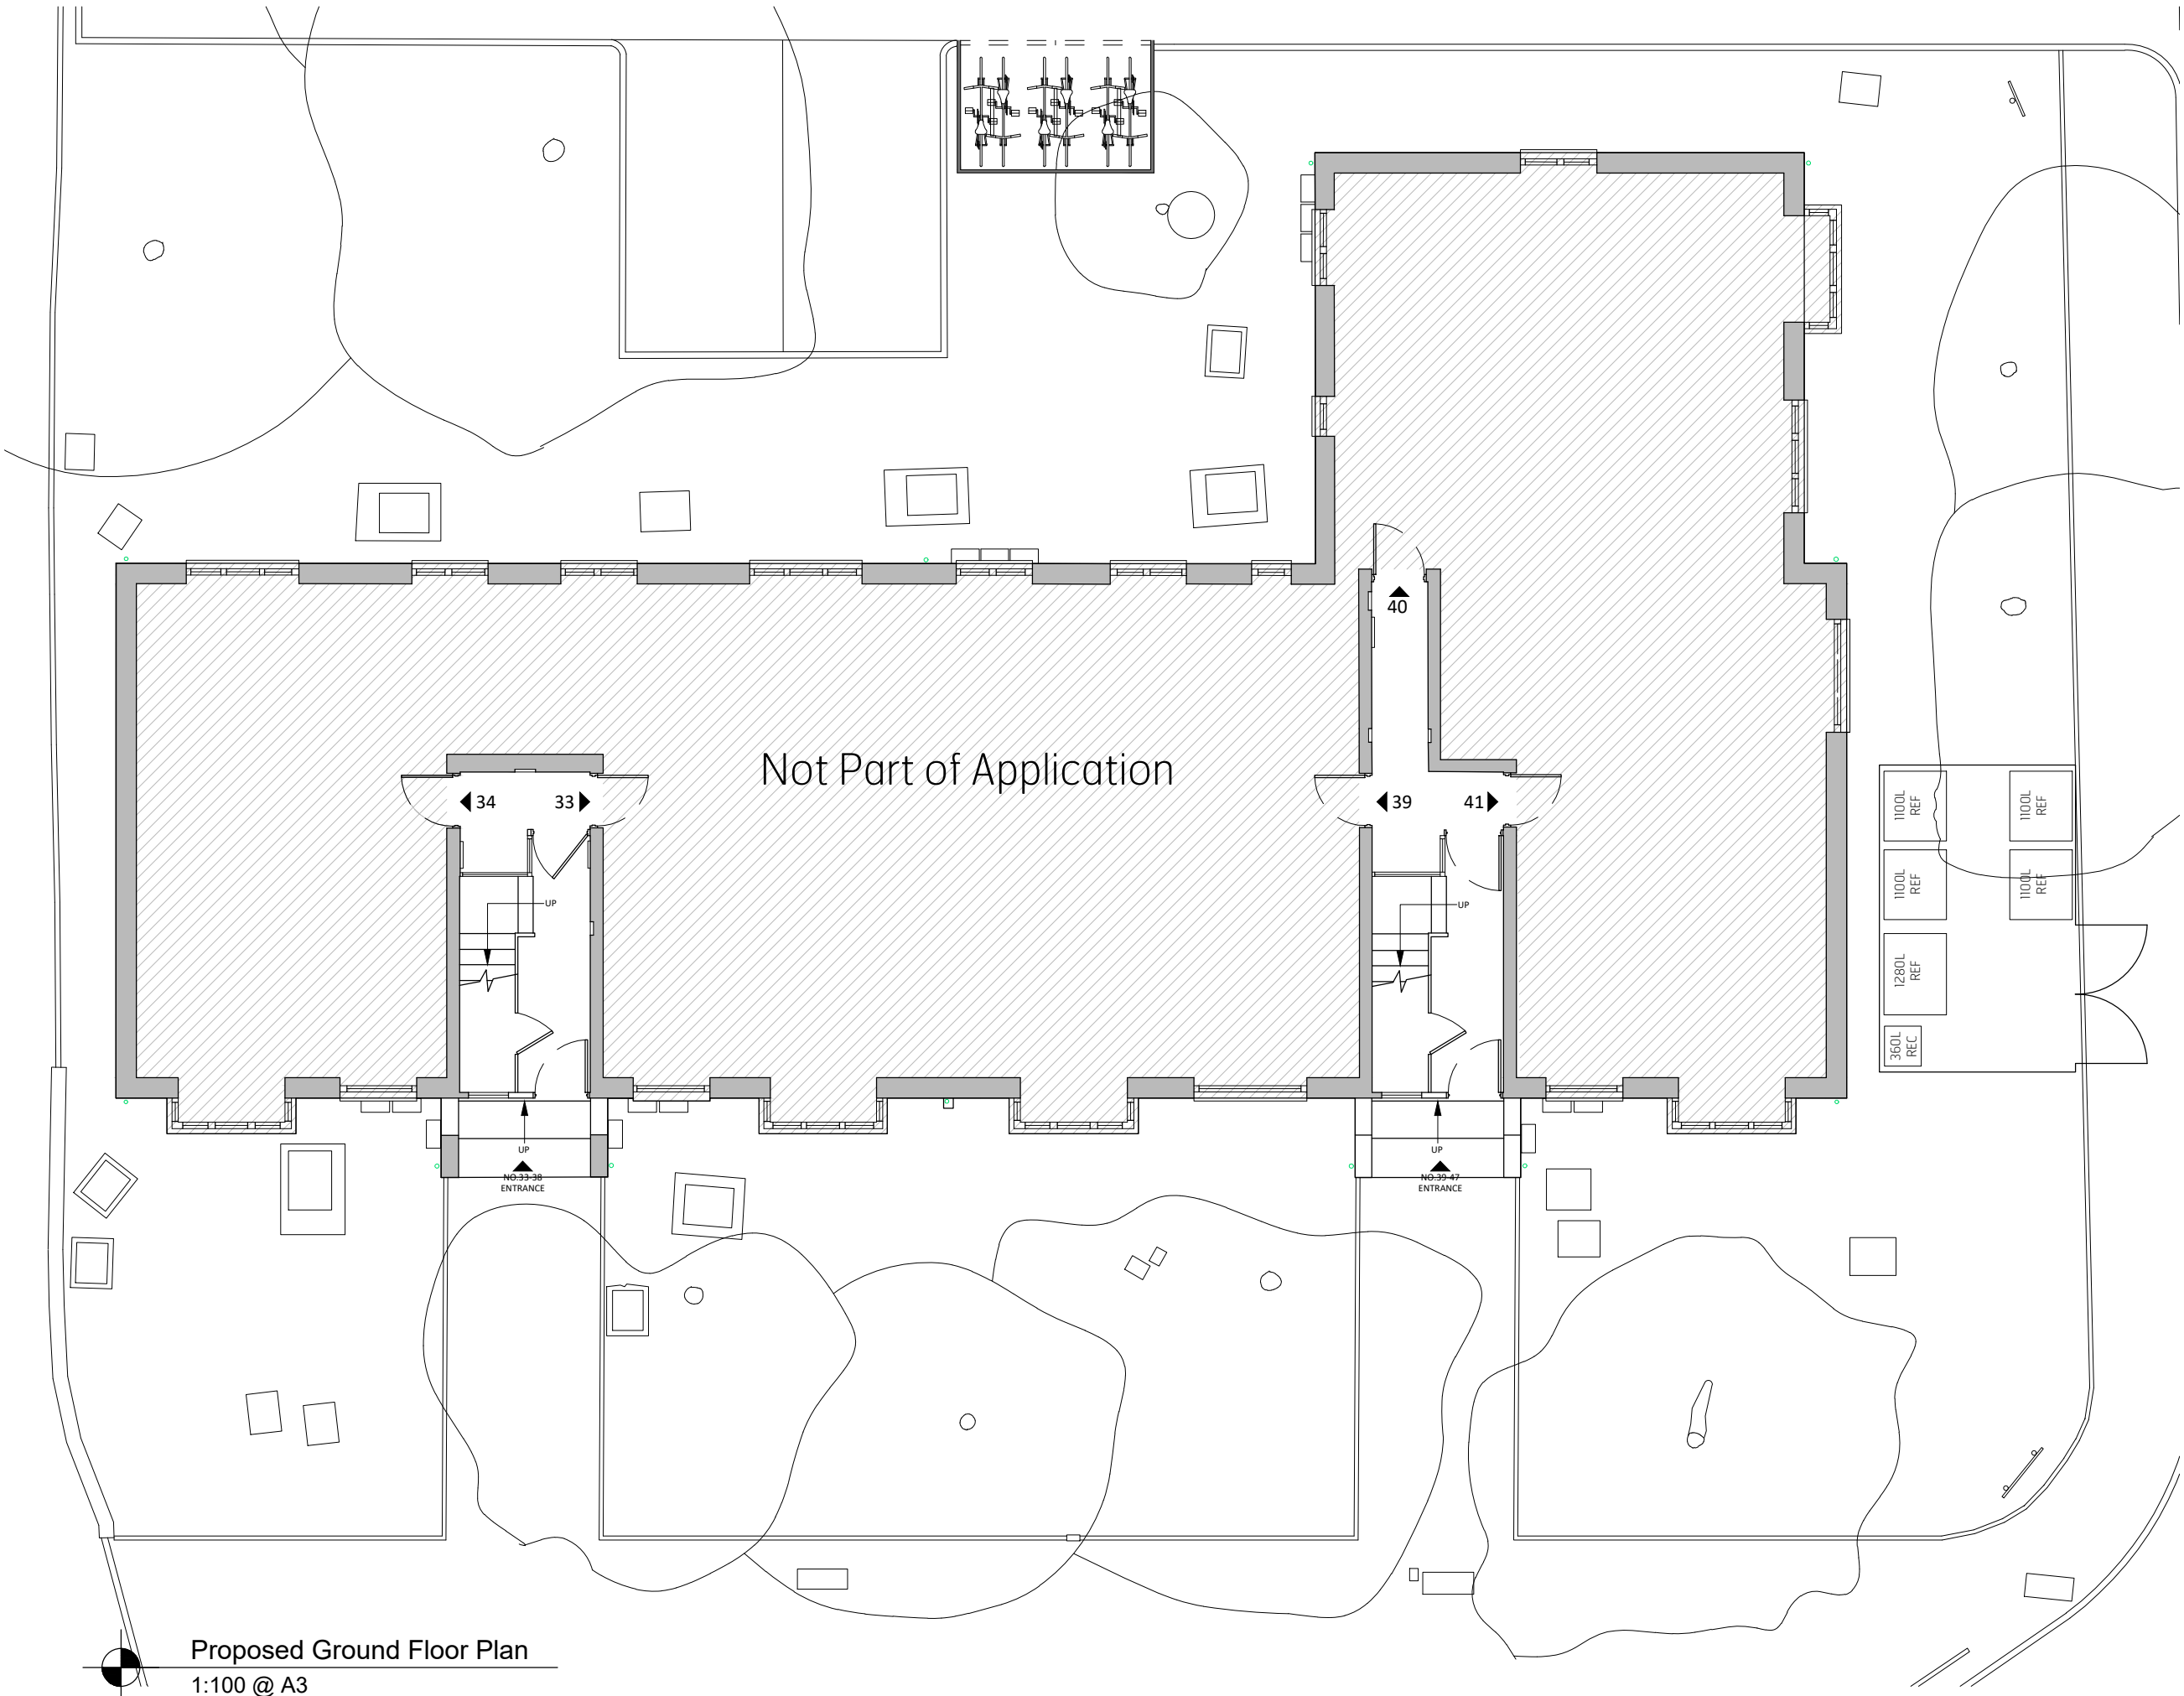 40
Not Part of Application
34
33
39
41
1100L
REF
1100L
REF
1100L
REF
1100L
REF
UP
UP
1280L
REF
360L
REC
UP
UP
NO.33-38
ENTRANCE
NO.39-47
ENTRANCE
Proposed Ground Floor Plan
1:100 @ A3